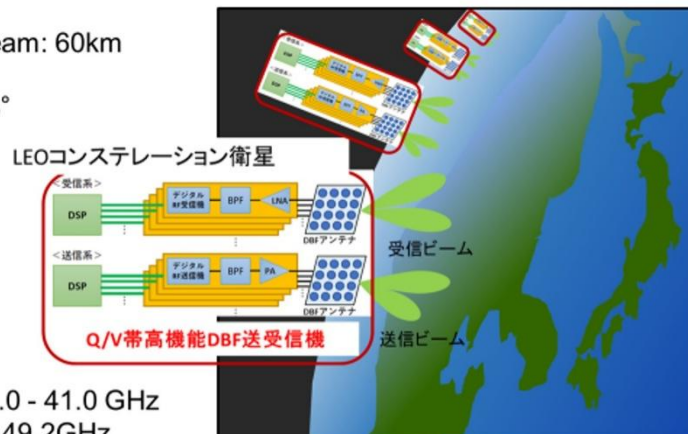 eam: 60km
。
LEOコンステレーション衛星
<受信系>
DSP
デジタル
RF受信機
BPF
LNA
DBFアンテナ
受信ビーム
<送信系>
DSP
デジタル
RF送信機
BPF
PA
DBFアンテナ
送信ビーム
Q/V帯高機能DBF送受信機
.0 - 41.0 GHz
49.2GHz